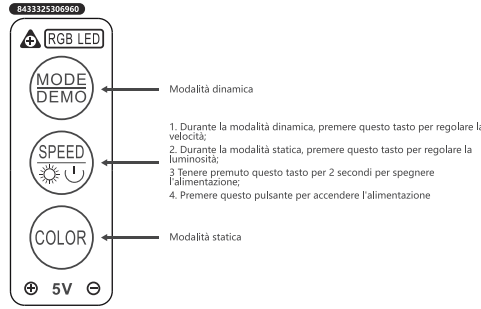 8433325306960
RGB LED
MODE
DEMO
Modalità dinamica
SPEED
1. Durante la modalità dinamica, premere questo tasto per regolare la
velocità;
2. Durante la modalità statica, premere questo tasto per regolare la
luminosità;
3 Tenere premuto questo tasto per 2 secondi per spegnere
l'alimentazione;
4. Premere questo pulsante per accendere l'alimentazione
COLOR
Modalità statica
5V